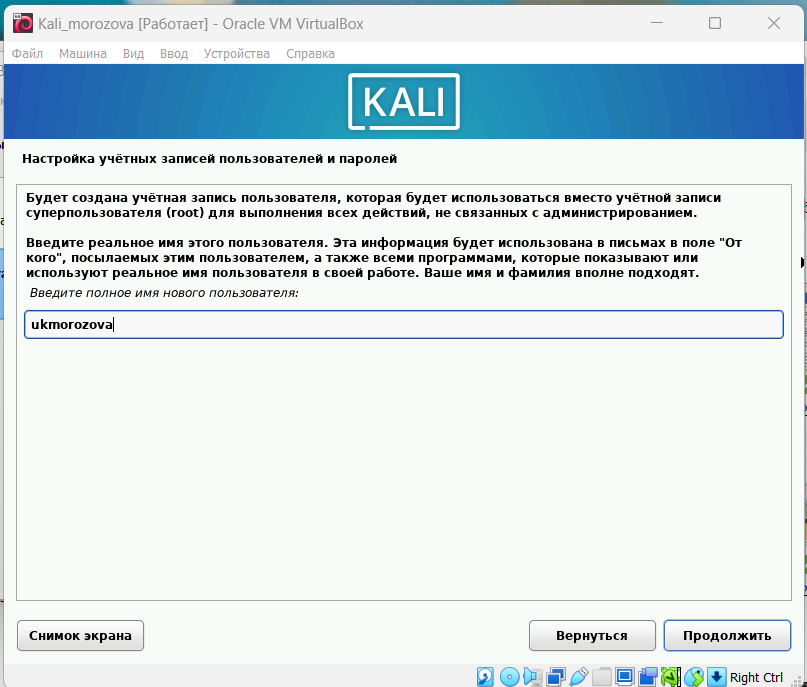 Kali_morozova [Работает] - Oracle VM VirtualBox
Файл Машина Вид Ввод Устройства Справка
KALI
Настройка учётных записей пользователей и паролей
Будет создана учётная запись пользователя, которая будет использоваться вместо учётной записи
суперпользователя (root) для выполнения всех действий, не связанных с администрированием.
Введите реальное имя этого пользователя. Эта информация будет использована в письмах в поле "От
кого", посылаемых этим пользователем, а также всеми программами, которые показывают или
используют реальное имя пользователя в своей работе. Ваше имя и фамилия вполне подходят.
Введите полное имя нового пользователя:
ukmorozova
Снимок экрана Вернуться Продолжить
Right Ctrl